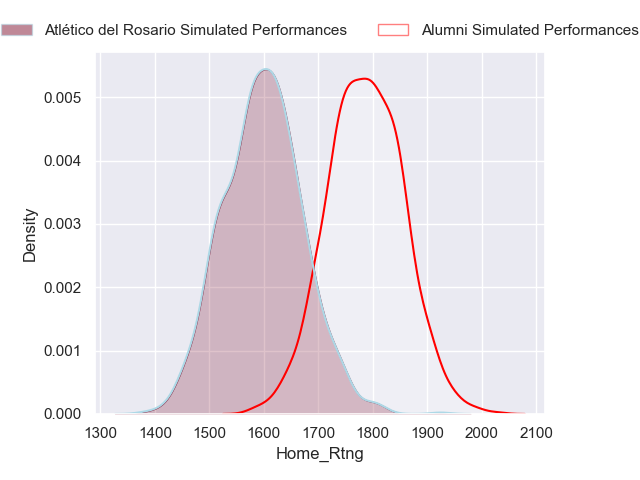 Atlético del Rosario Simulated Performances Alumni Simulated Performances
0.005
0.004
Density
0.003
0.002
0.001
0.000
1300 1400 1500 1600 1700 1800 1900 2000 2100
Home_Rtng